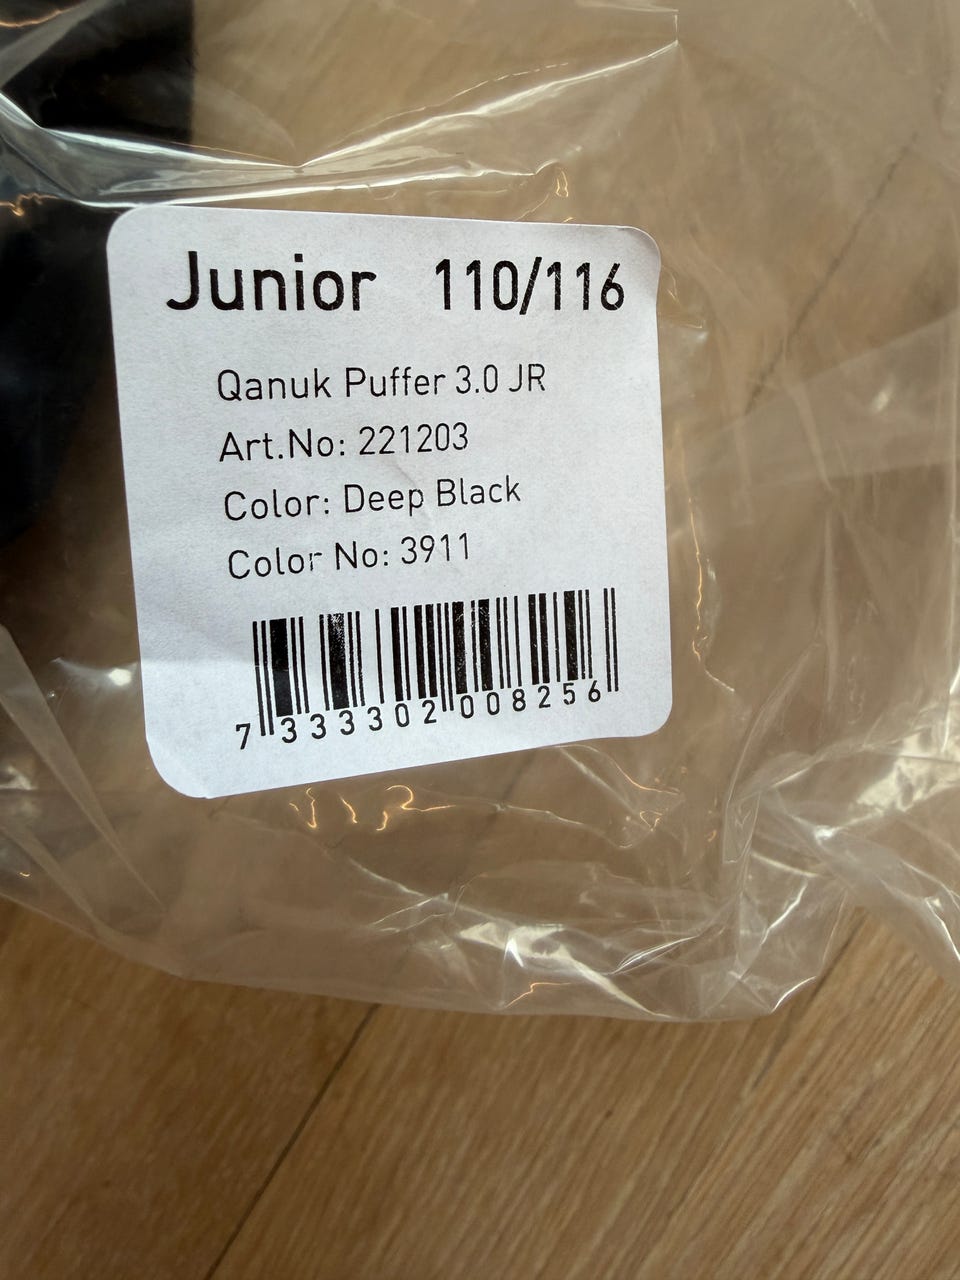 Junior 110/116
Qanuk Puffer 3.0 JR
Art.No: 221203
Color: Deep Black
Color No: 3911
7 333302 008256